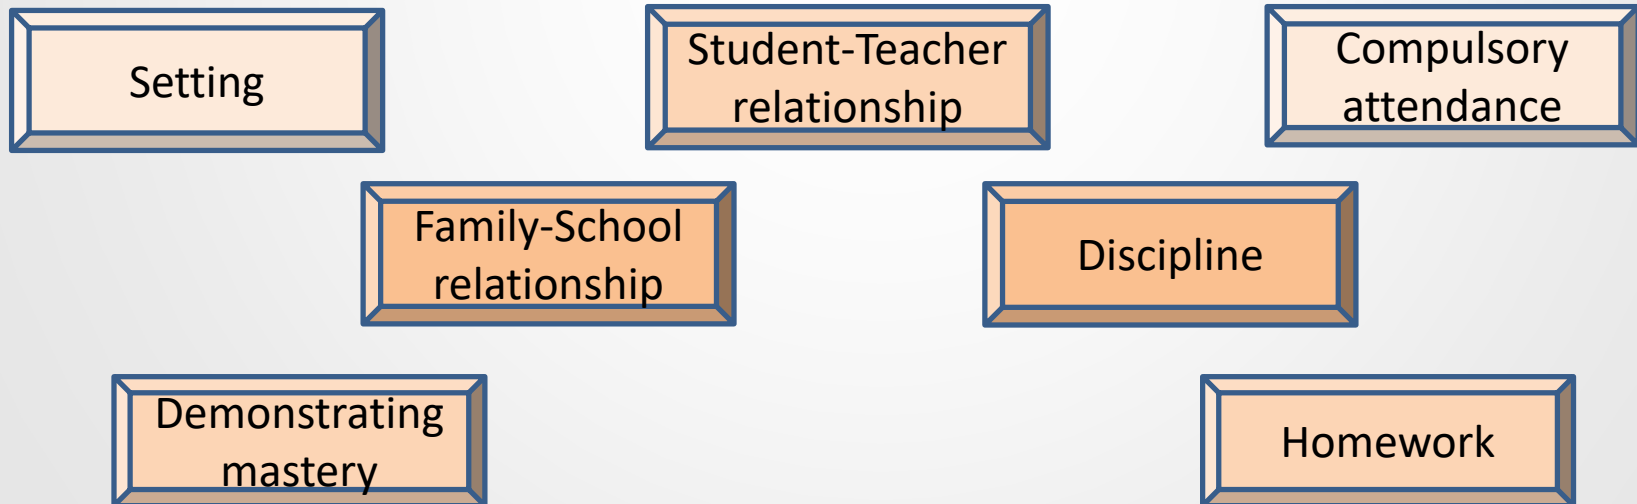 Setting
Student-Teacher
relationship
Compulsory
attendance
Family-School
relationship
Discipline
Demonstrating
mastery
Homework